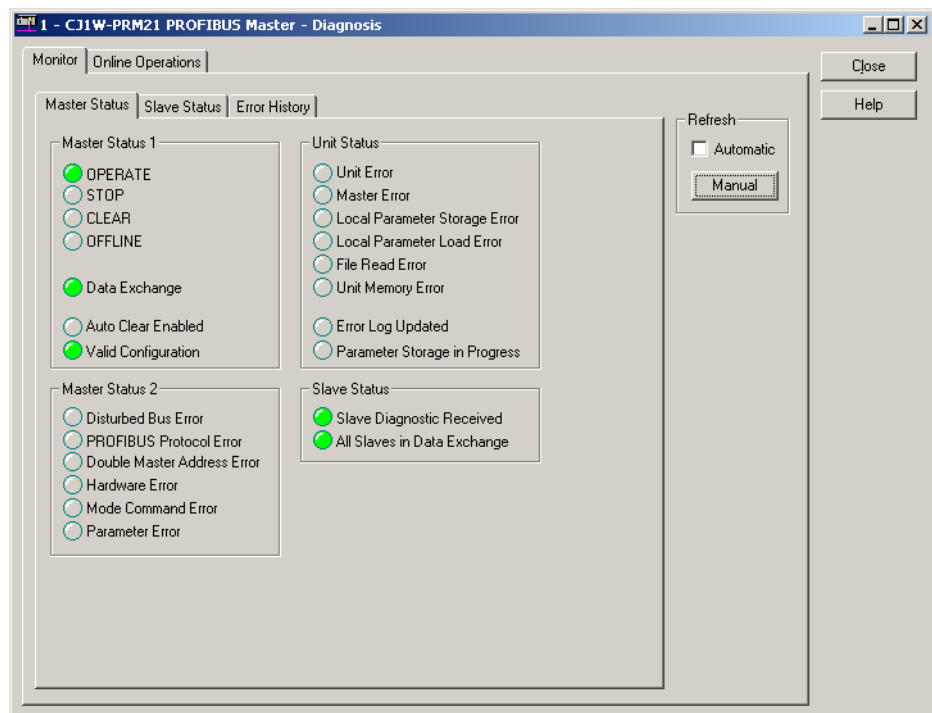 1 - CJ1W-PRM21 PROFIBUS Master - Diagnosis
Monitor
Online Operations
Close
Help
Master Status
Slave Status
Error History
Refresh
Automatic
Manual
Master Status 1
OPERATE
STOP
CLEAR
OFFLINE
Data Exchange
Auto Clear Enabled
Valid Configuration
Unit Status
Unit Error
Master Error
Local Parameter Storage Error
Local Parameter Load Error
File Read Error
Unit Memory Error
Error Log Updated
Parameter Storage in Progress
Master Status 2
Disturbed Bus Error
PROFIBUS Protocol Error
Double Master Address Error
Hardware Error
Mode Command Error
Parameter Error
Slave Status
Slave Diagnostic Received
All Slaves in Data Exchange